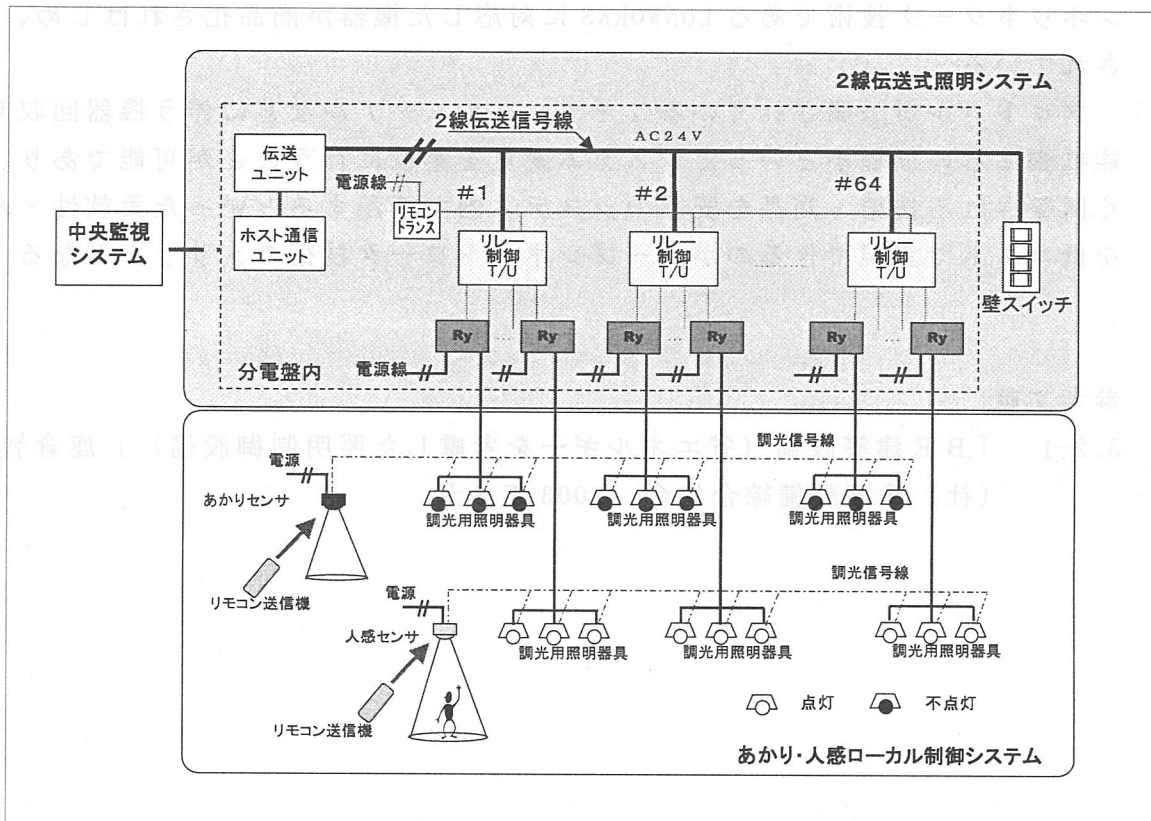 2線伝送式照明システム
2線伝送信号線
AC24V
伝送
ユニット
電源線
#1
#2
#64
リモコン
トランス
中央監視
システム
ホスト通信
ユニット
リレー
制御
T/U
リレー
制御
T/U
リレー
制御
T/U
壁スイッチ
Ry
...
Ry
Ry
...
Ry
Ry
...
Ry
分電盤内
電源線
調光信号線
電源
あかりセンサ
調光用照明器具
調光用照明器具
調光用照明器具
リモコン送信機
調光信号線
電源
人感センサ
調光用照明器具
調光用照明器具
調光用照明器具
リモコン送信機
点灯
不点灯
あかり・人感ローカル制御システム